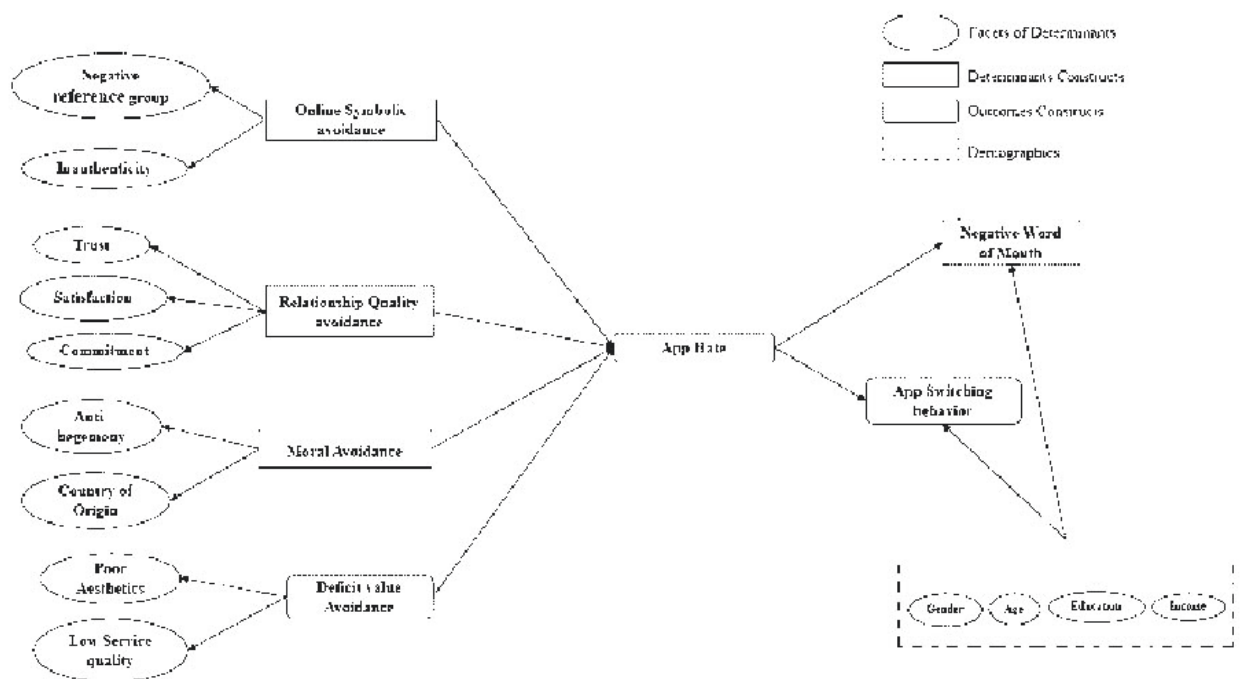 Facets of Determinants
Determinants Constructs
Outcomes Constructs
Demographics
Negative
reference group
Inauthenticity
Online Symbolic
avoidance
Trust
Satisfaction
Commitment
Relationship Quality
avoidance
Anti
hegemony
Country of
Origin
Moral Avoidance
Poor
Aesthetics
Low Service
quality
Deficit value
Avoidance
App Hate
Negative Word
of Mouth
App Switching
behavior
Gender
Age
Education
Income